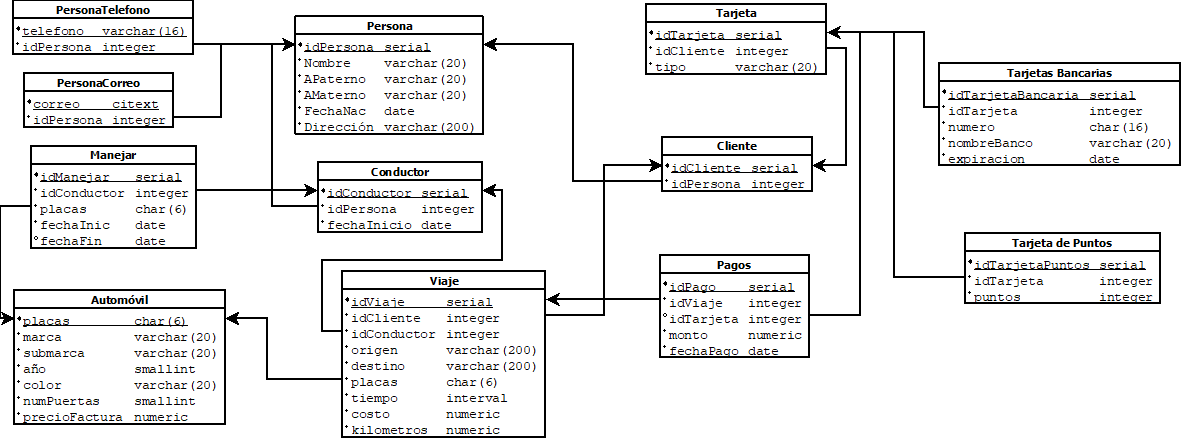 PersonaTelefono
telefono varchar(16)
idPersona integer
PersonaCorreo
correo citext
idPersona integer
Persona
idPersona serial
Nombre varchar(20)
APaterno varchar(20)
AMaterno varchar(20)
FechaNac date
Dirección varchar(200)
Tarjeta
idTarjeta serial
idCliente integer
tipo varchar(20)
Tarjetas Bancarias
idTarjetaBancaria serial
idTarjeta integer
numero char(16)
nombreBanco varchar(20)
expiracion date
Manejar
idManejar serial
idConductor integer
placas char(6)
fechaInic date
fechaFin date
Conductor
idConductor serial
idPersona integer
fechaInicio date
Cliente
idCliente serial
idPersona integer
Tarjeta de Puntos
idTarjetaPuntos serial
idTarjeta integer
puntos integer
Automóvil
placas char(6)
marca varchar(20)
submarca varchar(20)
año smallint
color varchar(20)
numPuertas smallint
precioFactura numeric
Viaje
idViaje serial
idCliente integer
idConductor integer
origen varchar(200)
destino varchar(200)
placas char(6)
tiempo interval
costo numeric
kilometros numeric
Pagos
idPago serial
idViaje integer
idTarjeta integer
monto numeric
fechaPago date